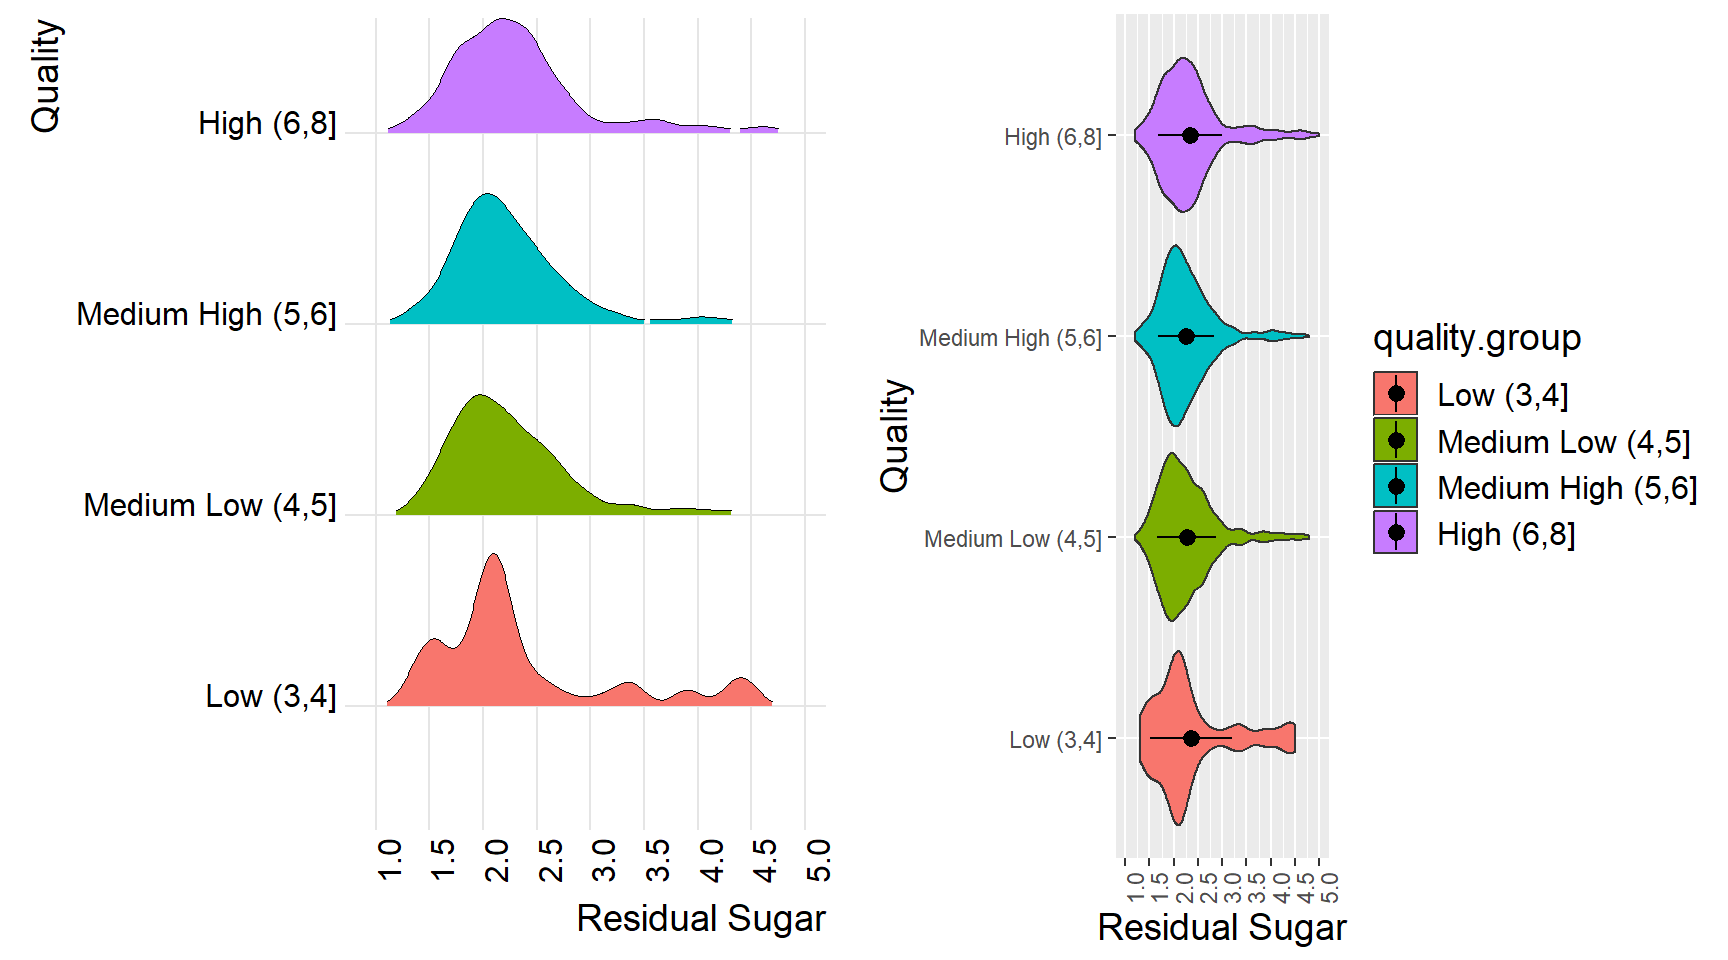 Quality
High (6,8]
Medium High (5,6]
Medium Low (4,5]
Low (3,4]
1.0
1.5
2.0
2.5
3.0
3.5
4.0
4.5
5.0
Residual Sugar
Quality
High (6,8]
Medium High (5,6]
Medium Low (4,5]
Low (3,4]
1.0
1.5
2.0
2.5
3.0
3.5
4.0
4.5
5.0
Residual Sugar
quality.group
Low (3,4]
Medium Low (4,5]
Medium High (5,6]
High (6,8]